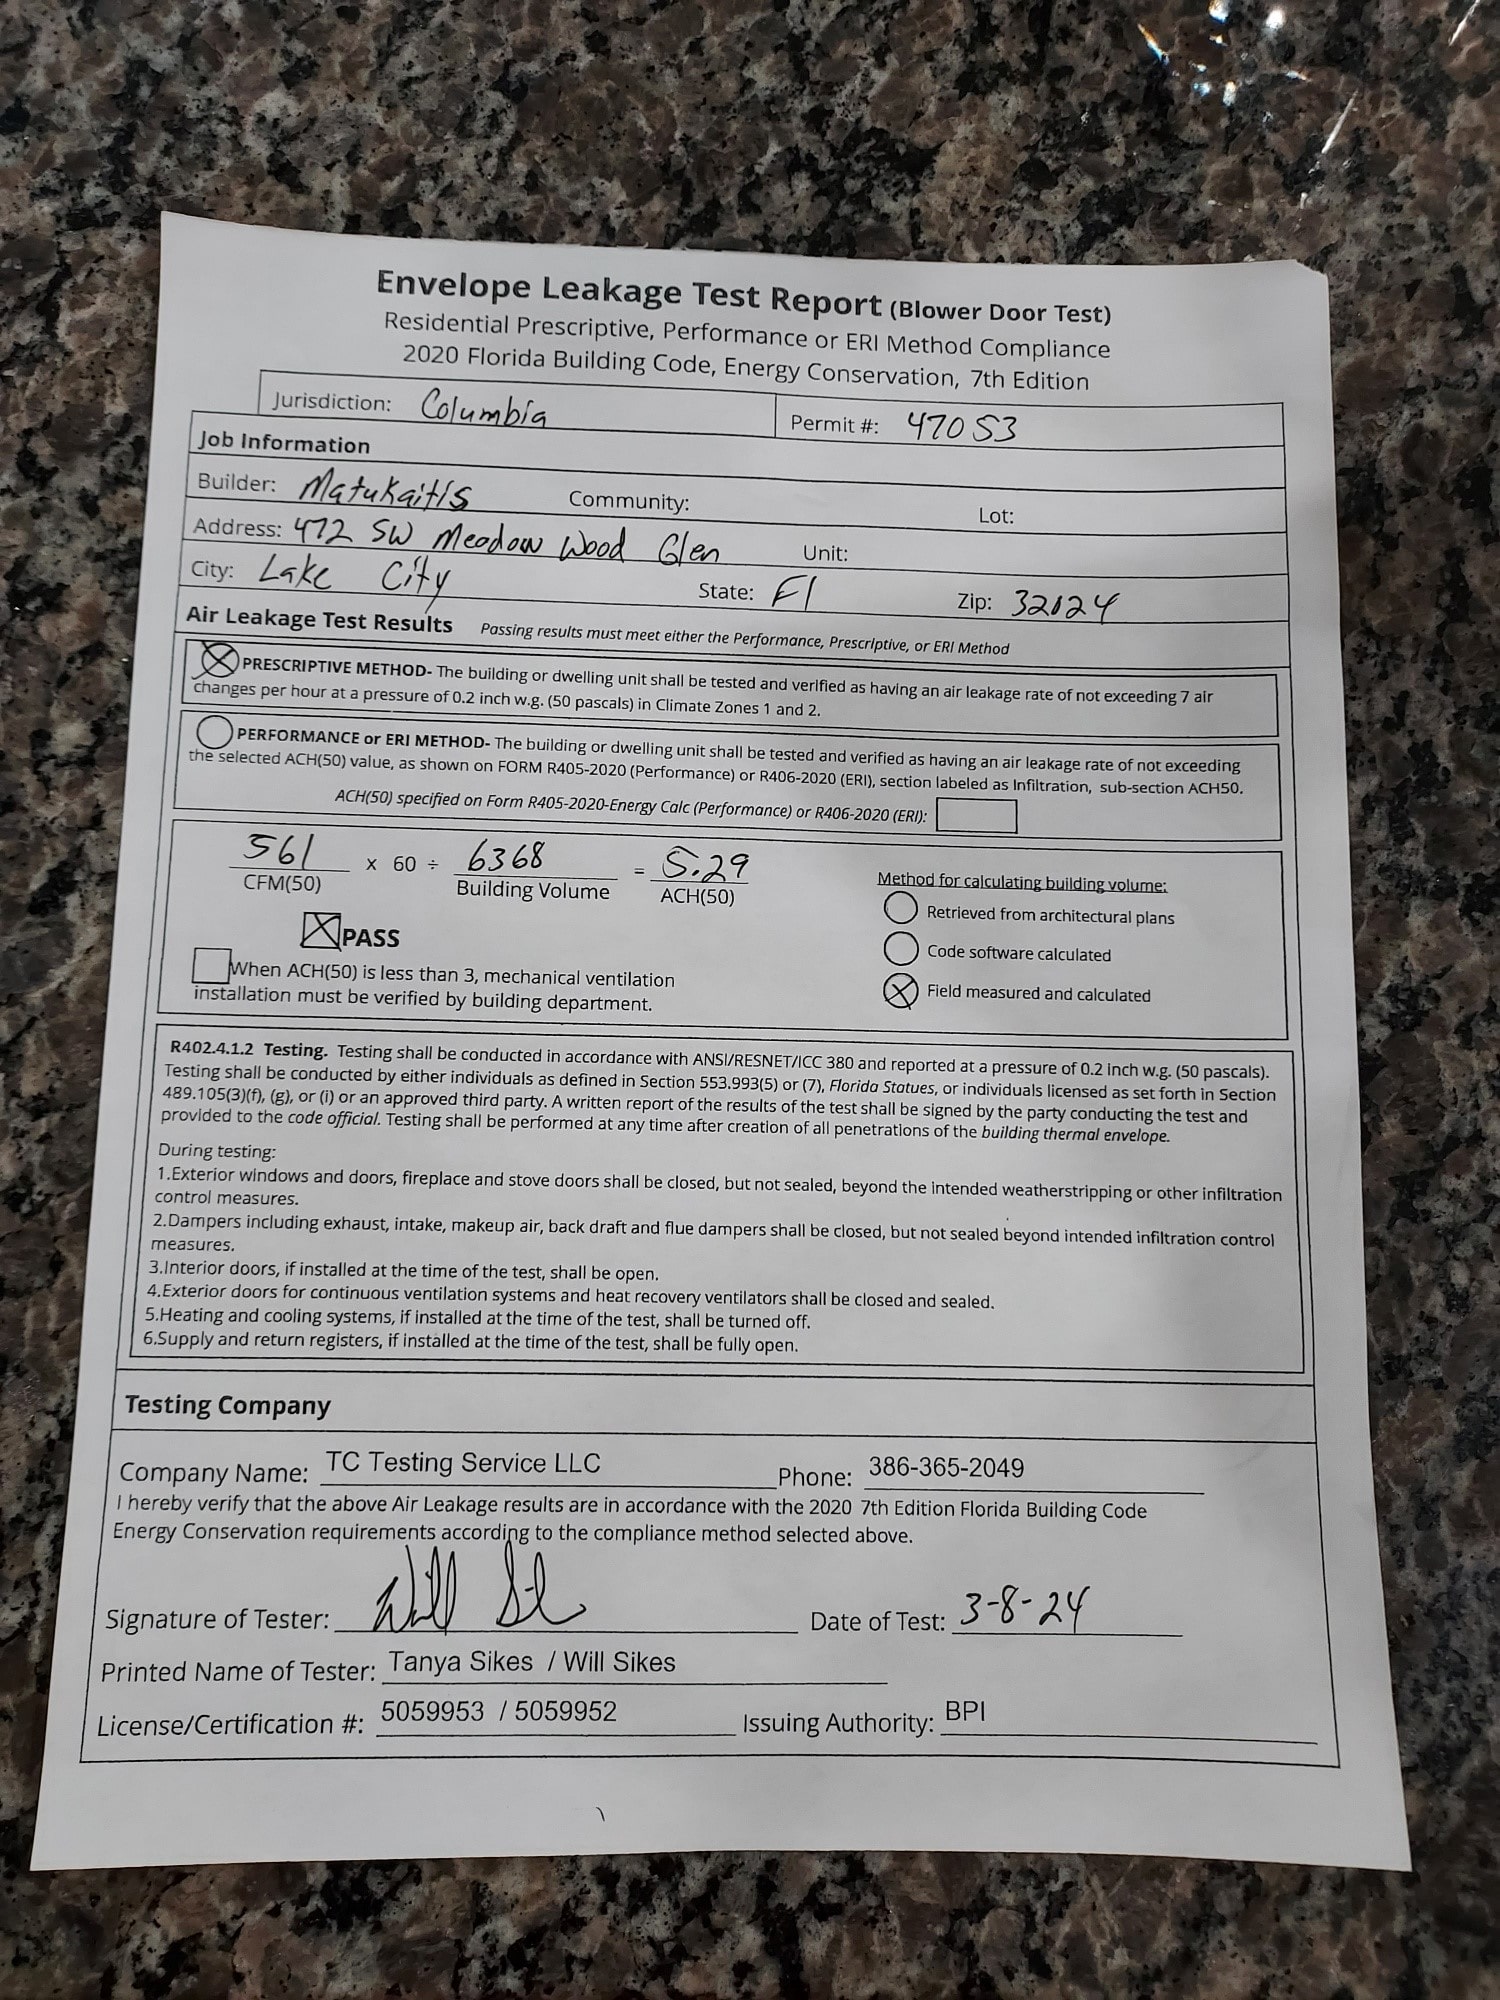 Envelope Leakage Test Report (Blower Door Test)
Residential Prescriptive, Performance or ERI Method Compliance
2020 Florida Building Code, Energy Conservation, 7th Edition
Jurisdiction: Columbia Permit #: 47053
Job Information
Builder: Matukaitis Community: Lot:
Address: 472 SW Meadow Wood Glen Unit:
City: Lake City State: Fl Zip: 32024
Air Leakage Test Results Passing results must meet either the Performance, Prescriptive, or ERI Method
PRESCRIPTIVE METHOD- The building or dwelling unit shall be tested and verified as having an air leakage rate of not exceeding 7 air
changes per hour at a pressure of 0.2 inch w.g. (50 pascals) in Climate Zones 1 and 2.
PERFORMANCE or ERI METHOD- The building or dwelling unit shall be tested and verified as having an air leakage rate of not exceeding
the selected ACH(50) value, as shown on FORM R405-2020 (Performance) or R406-2020 (ERI), section labeled as Infiltration, sub-section ACH50.
ACH(50) specified on Form R405-2020-Energy Calc (Performance) or R406-2020 (ERI):
561 x 60 ÷ 6368 = 5.29
CFM(50) Building Volume ACH(50)
Method for calculating building volume:
Retrieved from architectural plans
Code software calculated
Field measured and calculated
PASS
When ACH(50) is less than 3, mechanical ventilation
installation must be verified by building department.
R402.4.1.2 Testing. Testing shall be conducted in accordance with ANSI/RESNET/ICC 380 and reported at a pressure of 0.2 inch w.g. (50 pascals).
Testing shall be conducted by either individuals as defined in Section 553.993(5) or (7), Florida Statues, or individuals licensed as set forth in Section
489.105(3)(f), (g), or (i) or an approved third party. A written report of the results of the test shall be signed by the party conducting the test and
provided to the code official. Testing shall be performed at any time after creation of all penetrations of the building thermal envelope.
During testing:
1.Exterior windows and doors, fireplace and stove doors shall be closed, but not sealed, beyond the intended weatherstripping or other infiltration
control measures.
2.Dampers including exhaust, intake, makeup air, back draft and flue dampers shall be closed, but not sealed beyond intended infiltration control
measures.
3.Interior doors, if installed at the time of the test, shall be open.
4.Exterior doors for continuous ventilation systems and heat recovery ventilators shall be closed and sealed.
5.Heating and cooling systems, if installed at the time of the test, shall be turned off.
6.Supply and return registers, if installed at the time of the test, shall be fully open.
Testing Company
Company Name: TC Testing Service LLC Phone: 386-365-2049
I hereby verify that the above Air Leakage results are in accordance with the 2020 7th Edition Florida Building Code
Energy Conservation requirements according to the compliance method selected above.
Signature of Tester: Date of Test: 3-8-24
Printed Name of Tester: Tanya Sikes / Will Sikes
License/Certification #: 5059953 / 5059952 Issuing Authority: BPI